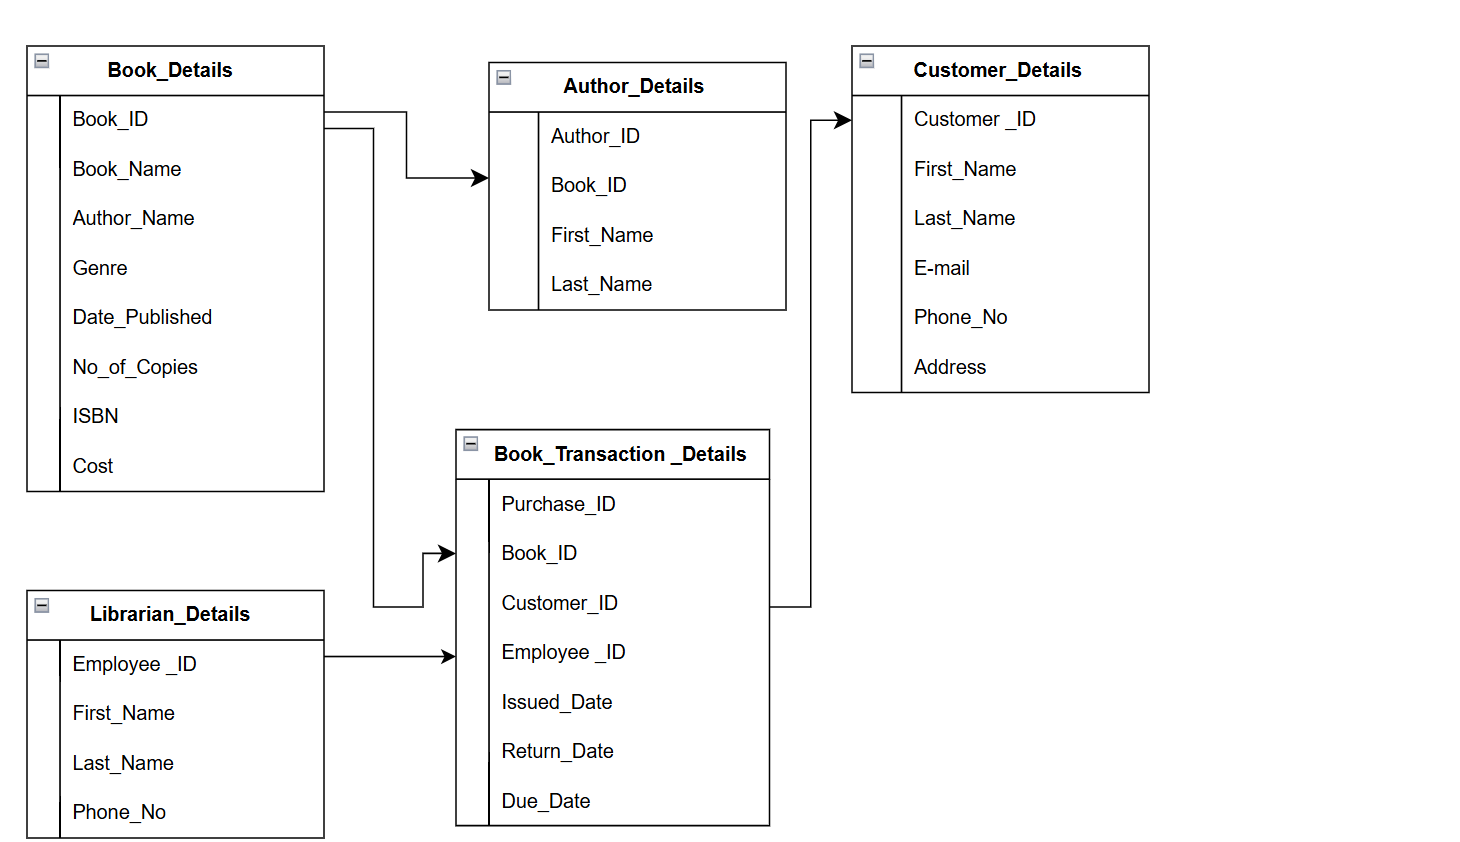 Book_Details
Book_ID
Book_Name
Author_Name
Genre
Date_Published
No_of_Copies
ISBN
Cost
Author_Details
Author_ID
Book_ID
First_Name
Last_Name
Customer_Details
Customer _ID
First_Name
Last_Name
E-mail
Phone_No
Address
Book_Transaction _Details
Purchase_ID
Book_ID
Customer_ID
Employee _ID
Issued_Date
Return_Date
Due_Date
Librarian_Details
Employee _ID
First_Name
Last_Name
Phone_No